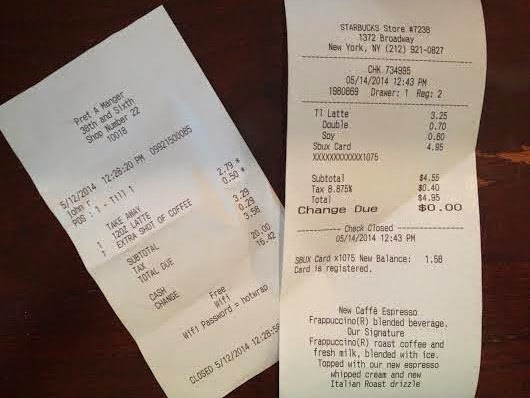 Pret A Manger
38th and Sixth
Shop Number 22
10018
5/12/2014 12:28:20 PM 09921500085
John T
POS : 1 - Till 1
TAKE AWAY
1 12OZ LATTE 2.79 *
1 EXTRA SHOT OF COFFEE 0.50 *
SUBTOTAL 3.29
TAX 0.29
TOTAL DUE 3.58
CASH 20.00
CHANGE 16.42
Free
Wifi
Wifi Password = hotwrap
CLOSED 5/12/2014 12:28:5
STARBUCKS Store #7238
1372 Broadway
New York, NY (212) 921-0827
CHK 734995
05/14/2014 12:43 PM
1980869 Drawer: 1 Reg: 2
Tl Latte 3.25
Double 0.70
Soy 0.60
Sbux Card 4.95
XXXXXXXXXXXX1075
Subtotal $4.55
Tax 8.875% $0.40
Total $4.95
Change Due $0.00
Check Closed
05/14/2014 12:43 PM
SBUX Card x1075 New Balance: 1.58
Card is registered.
New Caffè Espresso
Frappuccino(R) blended beverage.
Our Signature
Frappuccino(R) roast coffee and
fresh milk, blended with ice.
Topped with our new espresso
whipped cream and new
Italian Roast drizzle